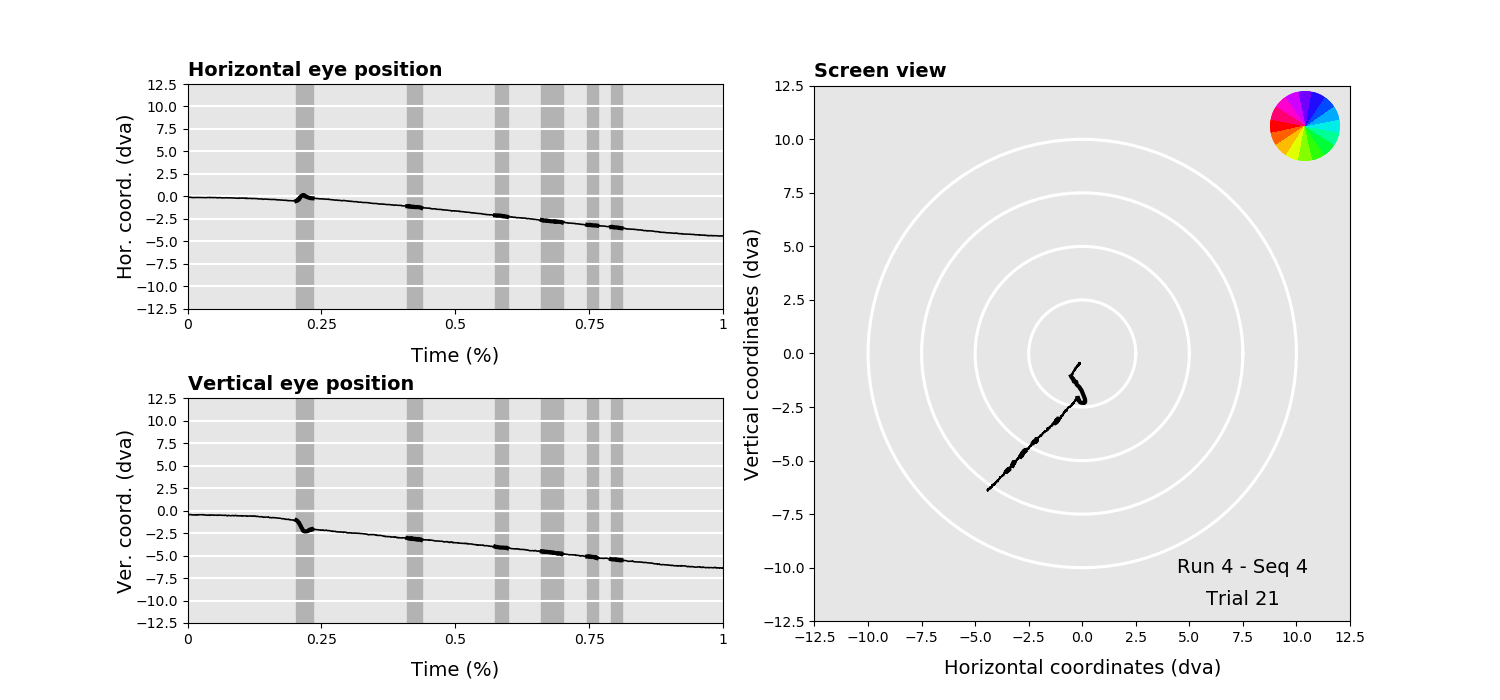 Horizontal eye position
12.5
10.0
7.5
5.0
2.5
0.0
−2.5
−5.0
−7.5
−10.0
−12.5
Hor. coord. (dva)
0 0.25 0.5 0.75 1
Time (%)
Vertical eye position
12.5
10.0
7.5
5.0
2.5
0.0
−2.5
−5.0
−7.5
−10.0
−12.5
Ver. coord. (dva)
0 0.25 0.5 0.75 1
Time (%)
Screen view
12.5
10.0
7.5
5.0
2.5
0.0
−2.5
−5.0
−7.5
−10.0
−12.5
Vertical coordinates (dva)
Run 4 - Seq 4
Trial 21
−12.5 −10.0 −7.5 −5.0 −2.5 0.0 2.5 5.0 7.5 10.0 12.5
Horizontal coordinates (dva)